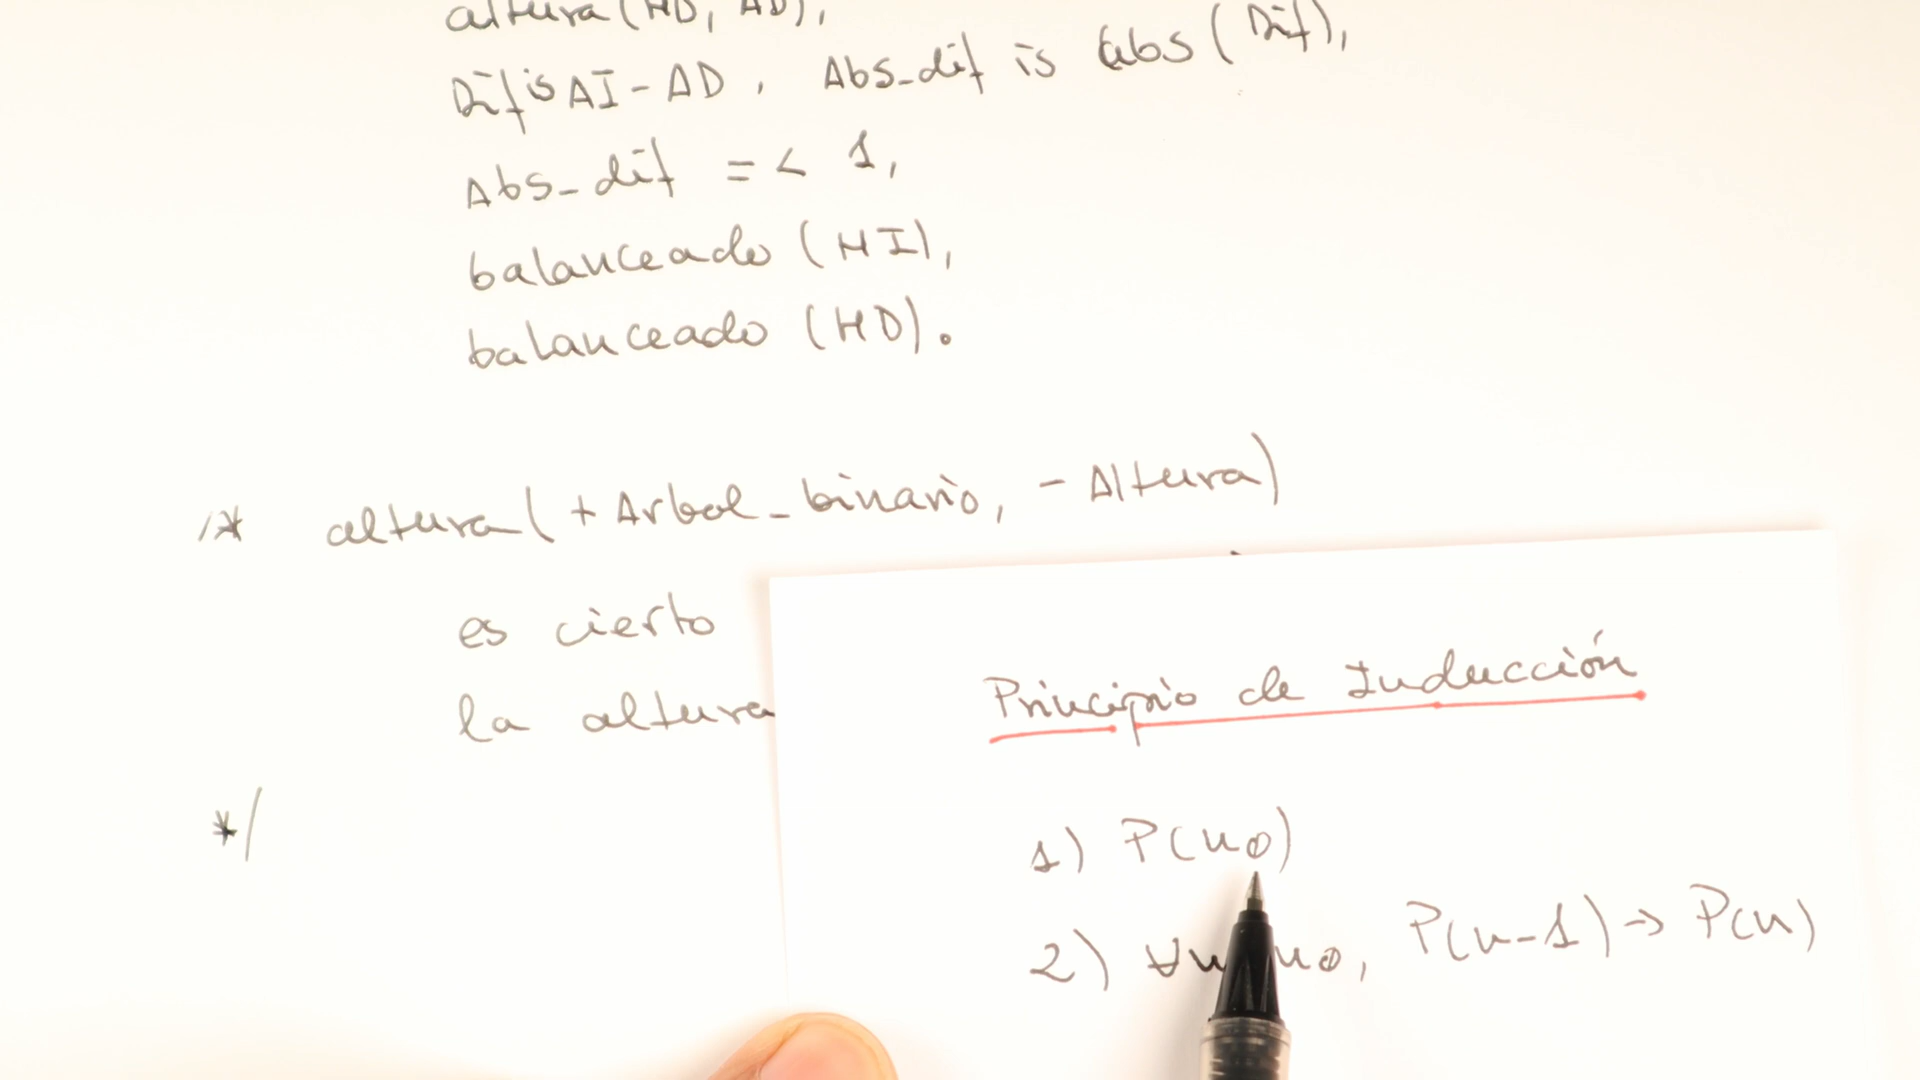 altura(HD, AD),
Dif is AI-AD, Abs_dif is abs(Dif),
Abs_dif =< 1,
balanceado (HI),
balanceado (HD).
/* altura(+Arbol_binario, -Altura)
es cierto
la altura
*/
Principio de Inducción
1) P(n0)
2) ∀n n0, P(n-1) → P(n)